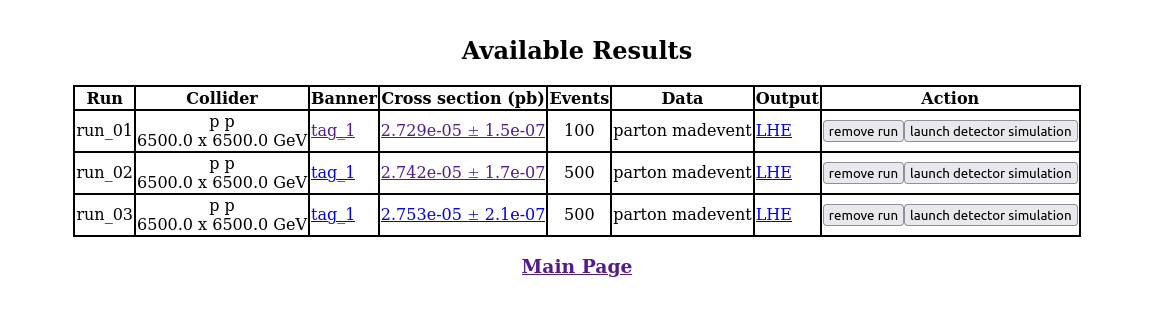 Available Results
Run Collider Banner Cross section (pb) Events Data Output Action
run_01 p p 6500.0 x 6500.0 GeV tag_1 2.729e-05 ± 1.5e-07 100 parton madevent LHE remove run launch detector simulation
run_02 p p 6500.0 x 6500.0 GeV tag_1 2.742e-05 ± 1.7e-07 500 parton madevent LHE remove run launch detector simulation
run_03 p p 6500.0 x 6500.0 GeV tag_1 2.753e-05 ± 2.1e-07 500 parton madevent LHE remove run launch detector simulation
Main Page